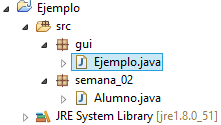 Ejemplo
src
gui
Ejemplo.java
semana_02
Alumno.java
JRE System Library [jre1.8.0_51]